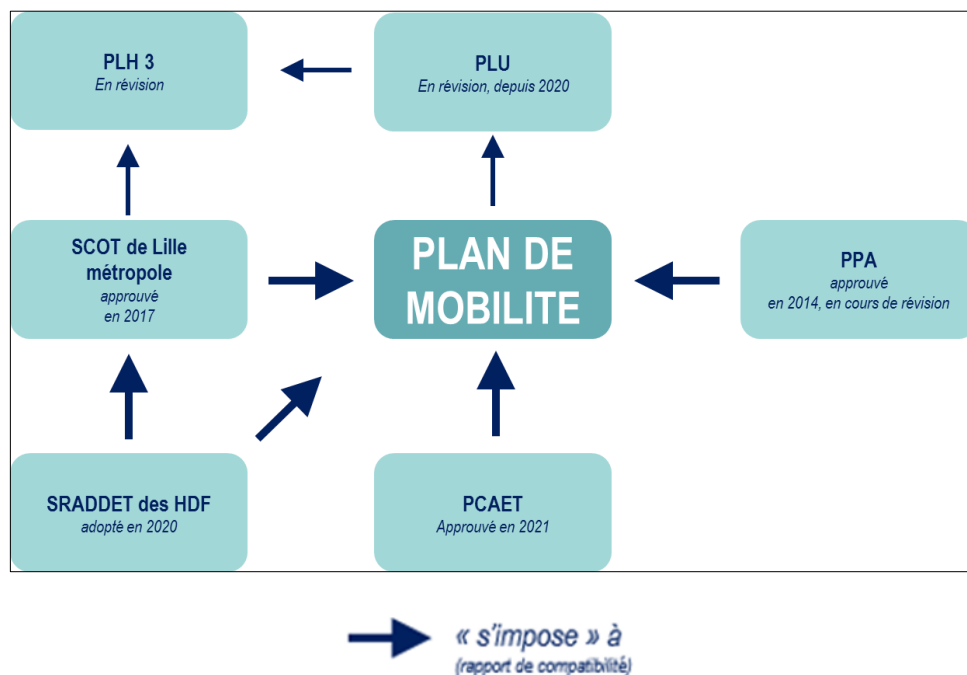 PLH 3
En révision
PLU
En révision, depuis 2020
SCOT de Lille
métropole
approuvé
en 2017
PLAN DE
MOBILITE
PPA
approuvé
en 2014, en cours de révision
SRADDET des HDF
adopté en 2020
PCAET
Approuvé en 2021
« s'impose » à
(rapport de compatibilité)